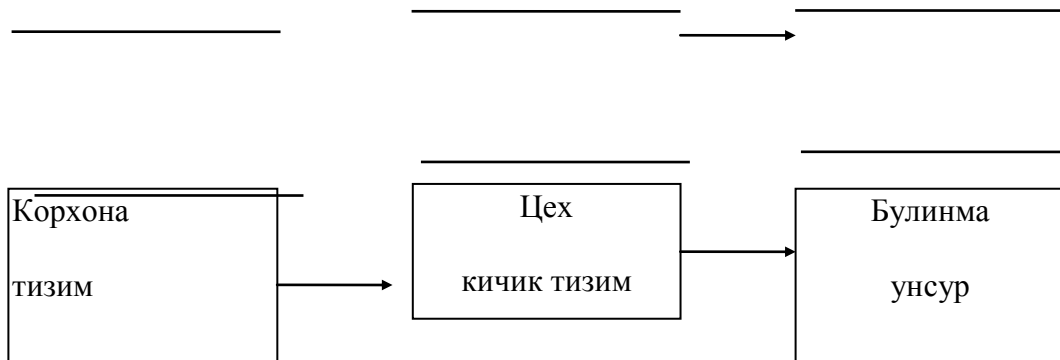 Корхона
тизим
Цех
кичик тизим
Булинма
унсур